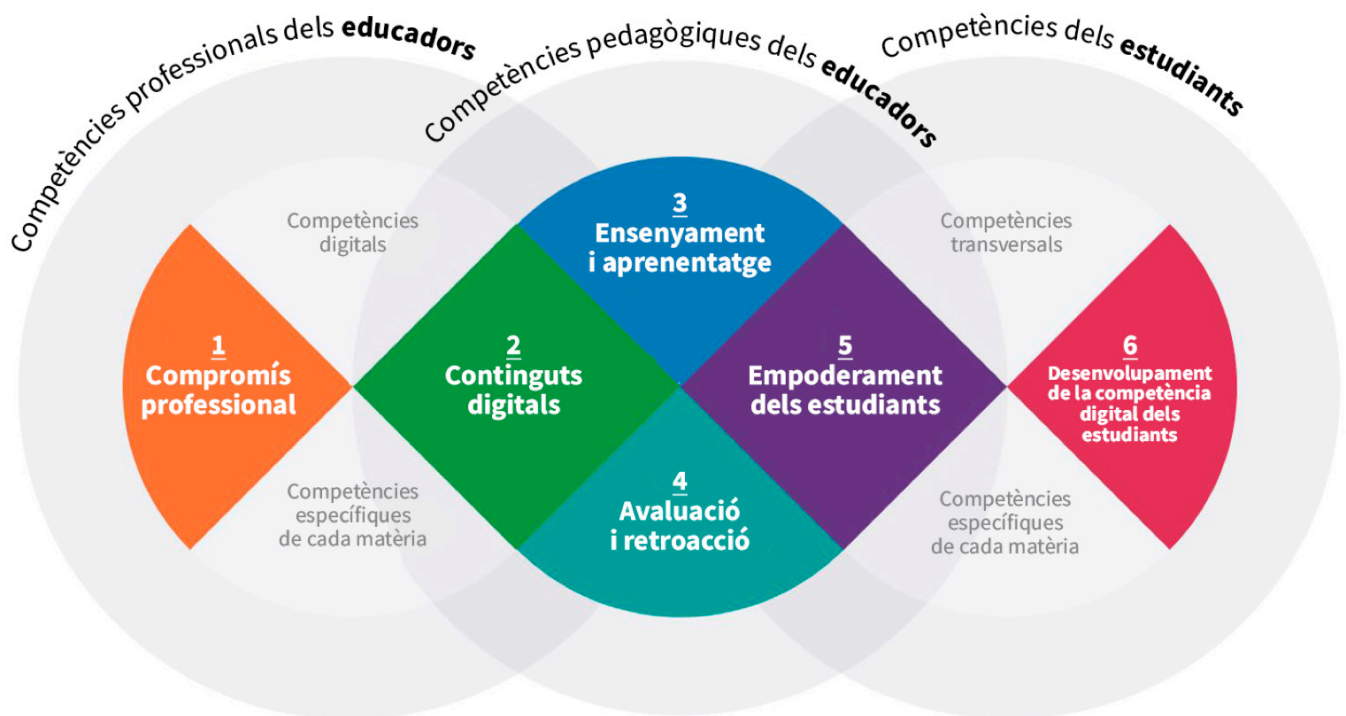 Competències professionals dels educadors
Competències pedagògiques dels educadors
Competències dels estudiants
Competències
digitals
3
Ensenyament
i aprenentatge
Competències
transversals
1
Compromís
professional
2
Continguts
digitals
5
Empoderament
dels estudiants
6
Desenvolupament
de la competència
digital dels
estudiants
Competències
específiques
de cada matèria
4
Avaluació
i retroacció
Competències
específiques
de cada matèria